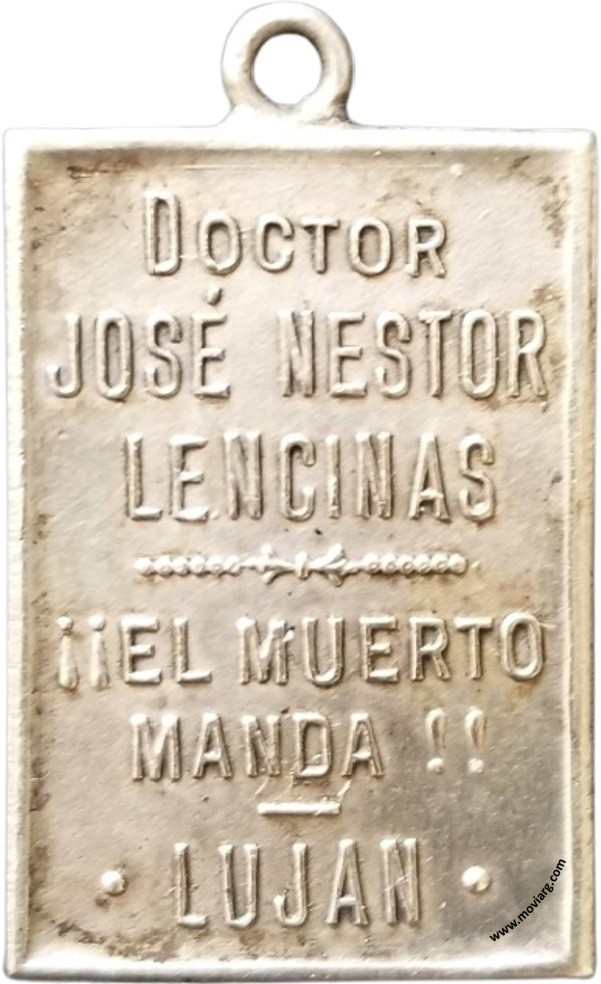 DOCTOR
JOSÉ NESTOR
LENCINAS
¡¡EL MUERTO
MANDA !!
· LUJAN ·
www.moviarg.com